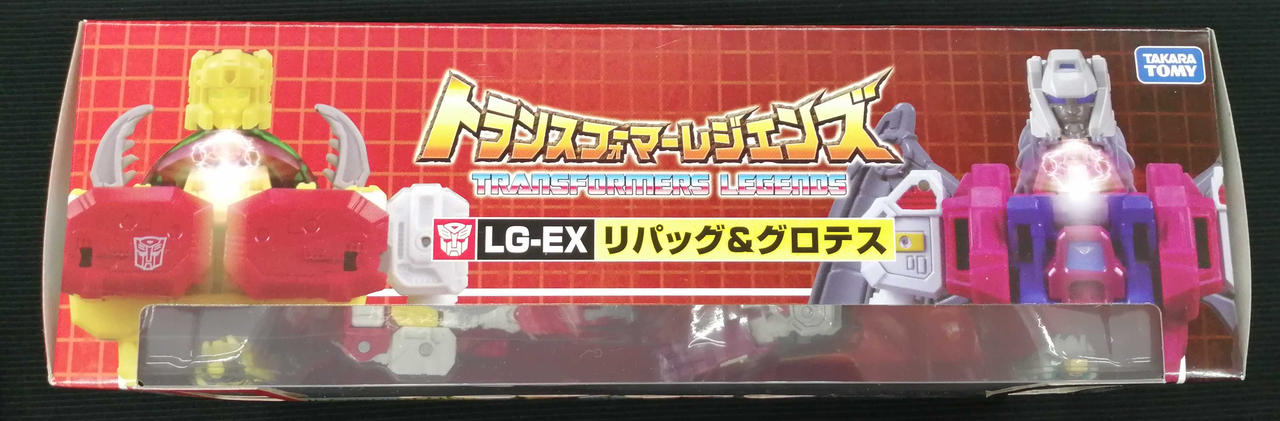 TAKARA
TOMY
トランスフォーマーレジェンズ
TRANSFORMERS LEGENDS
LG-EX リパッグ&グロテス